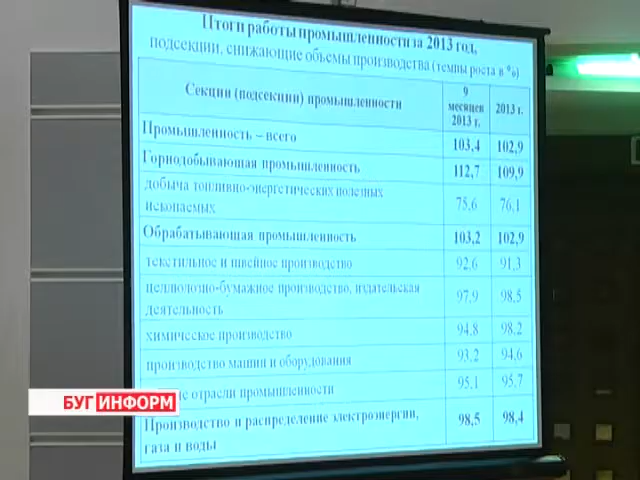 Итоги работы промышленности за 2013 год,
подсекции, снижающие объемы производства (темпы роста в %)
Секции (подсекции) промышленности
9
месяцев
2013 г.
2013 г.
Промышленность – всего 103,4 102,9
Горнодобывающая промышленность 112,7 109,9
добыча топливно-энергетических полезных
ископаемых 75,6 76,1
Обрабатывающая промышленность 103,2 102,9
текстильное и швейное производство 92,6 91,3
целлюлозно-бумажное производство, издательская
деятельность 97,9 98,5
химическое производство 94,8 98,2
производство машин и оборудования 93,2 94,6
отрасли промышленности 95,1 95,7
Производство и распределение электроэнергии,
газа и воды 98,5 98,4
БУГИНФОРМ